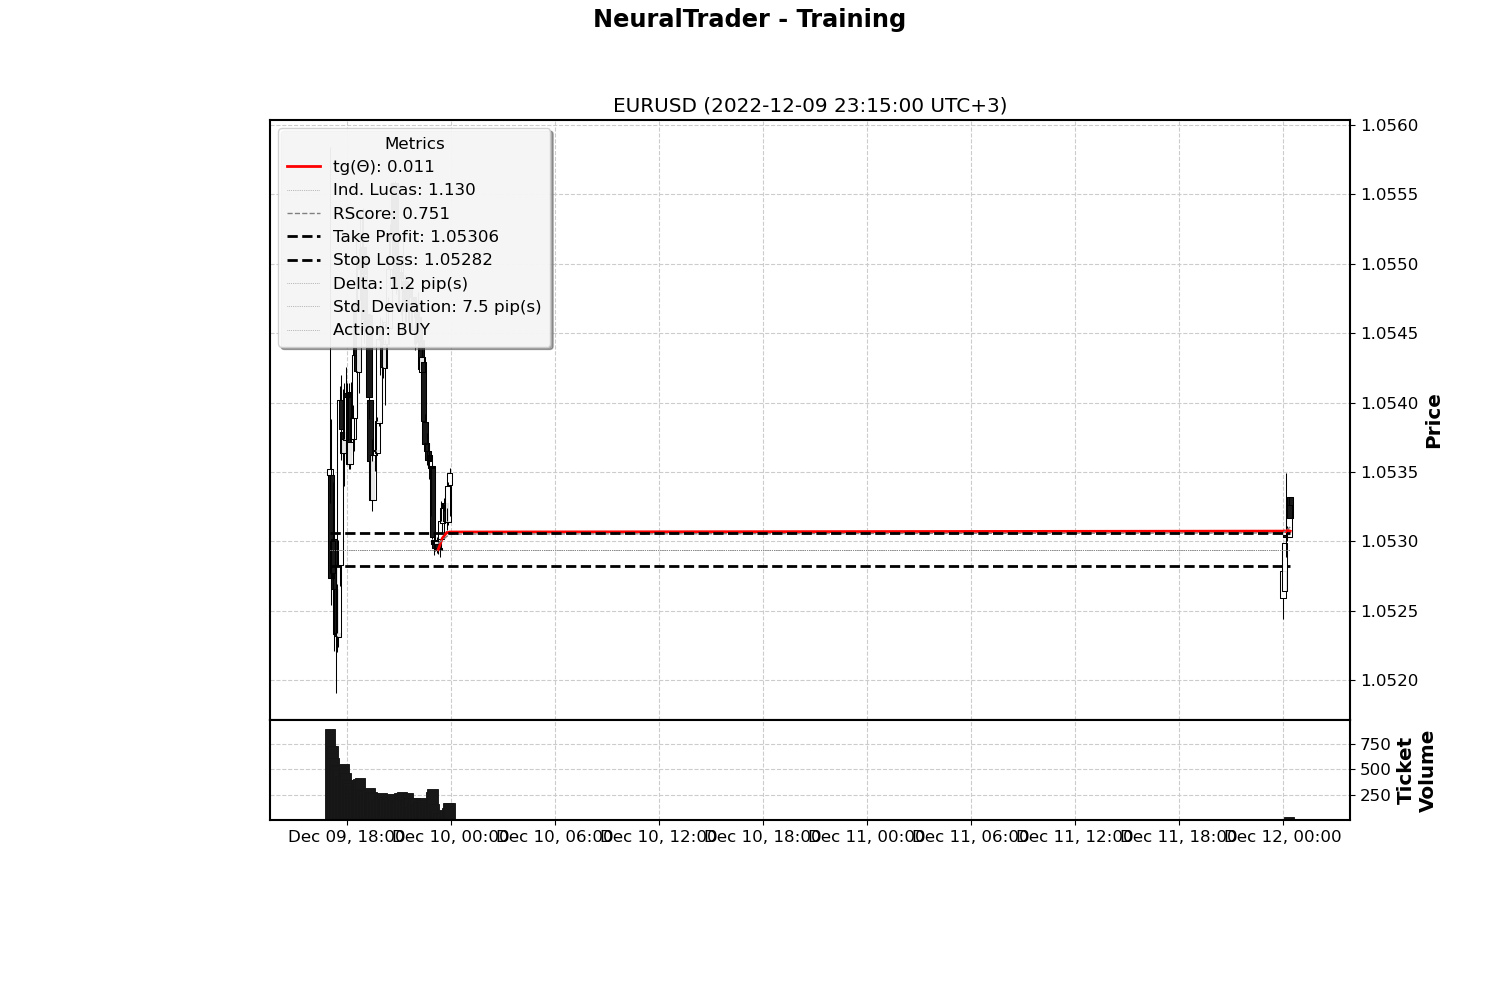 NeuralTrader - Training
EURUSD (2022-12-09 23:15:00 UTC+3)
Metrics
tg(Θ): 0.011
Ind. Lucas: 1.130
RScore: 0.751
Take Profit: 1.05306
Stop Loss: 1.05282
Delta: 1.2 pip(s)
Std. Deviation: 7.5 pip(s)
Action: BUY
1.0560
1.0555
1.0550
1.0545
1.0540
1.0535
1.0530
1.0525
1.0520
Price
750
500
250
Ticket
Volume
Dec 09, 18:00
Dec 10, 00:00
Dec 10, 06:00
Dec 10, 12:00
Dec 10, 18:00
Dec 11, 00:00
Dec 11, 06:00
Dec 11, 12:00
Dec 11, 18:00
Dec 12, 00:00